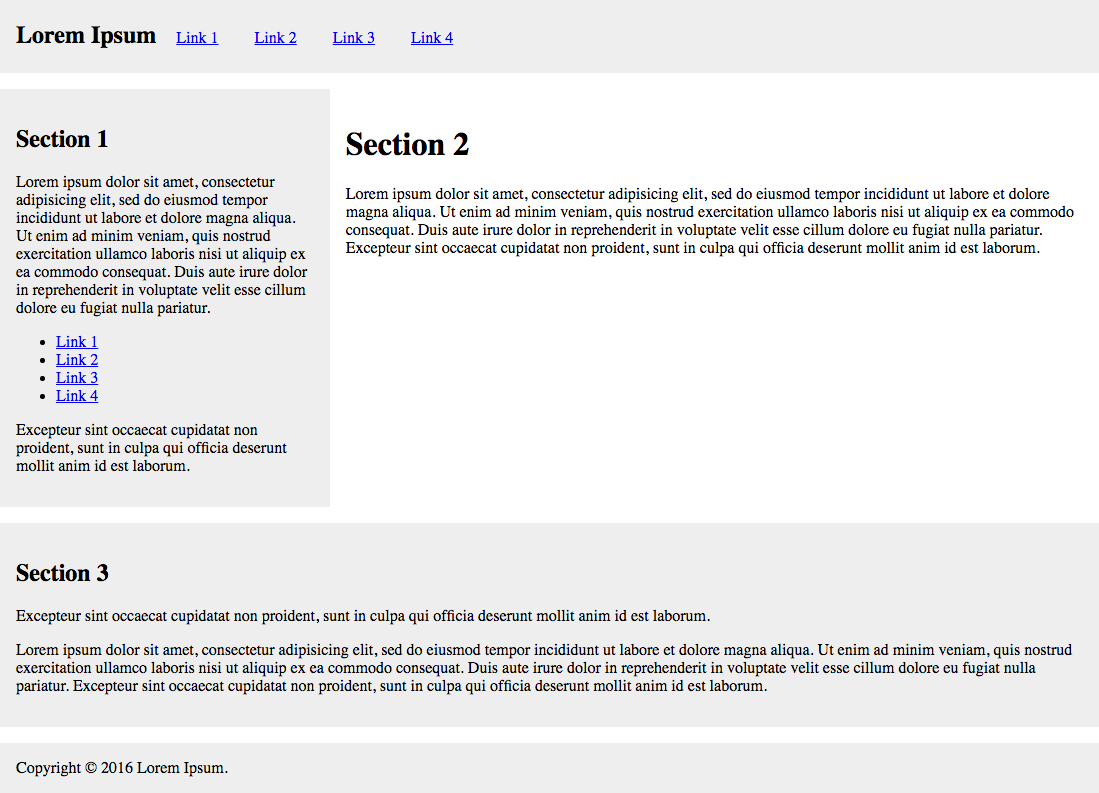 Lorem Ipsum Link 1 Link 2 Link 3 Link 4
Section 1
Lorem ipsum dolor sit amet, consectetur
adipisicing elit, sed do eiusmod tempor
incididunt ut labore et dolore magna aliqua.
Ut enim ad minim veniam, quis nostrud
exercitation ullamco laboris nisi ut aliquip ex
ea commodo consequat. Duis aute irure dolor
in reprehenderit in voluptate velit esse cillum
dolore eu fugiat nulla pariatur.
• Link 1
• Link 2
• Link 3
• Link 4
Excepteur sint occaecat cupidatat non
proident, sunt in culpa qui officia deserunt
mollit anim id est laborum.
Section 2
Lorem ipsum dolor sit amet, consectetur adipisicing elit, sed do eiusmod tempor incididunt ut labore et dolore
magna aliqua. Ut enim ad minim veniam, quis nostrud exercitation ullamco laboris nisi ut aliquip ex ea commodo
consequat. Duis aute irure dolor in reprehenderit in voluptate velit esse cillum dolore eu fugiat nulla pariatur.
Excepteur sint occaecat cupidatat non proident, sunt in culpa qui officia deserunt mollit anim id est laborum.
Section 3
Excepteur sint occaecat cupidatat non proident, sunt in culpa qui officia deserunt mollit anim id est laborum.
Lorem ipsum dolor sit amet, consectetur adipisicing elit, sed do eiusmod tempor incididunt ut labore et dolore magna aliqua. Ut enim ad minim veniam, quis nostrud
exercitation ullamco laboris nisi ut aliquip ex ea commodo consequat. Duis aute irure dolor in reprehenderit in voluptate velit esse cillum dolore eu fugiat nulla
pariatur. Excepteur sint occaecat cupidatat non proident, sunt in culpa qui officia deserunt mollit anim id est laborum.
Copyright © 2016 Lorem Ipsum.